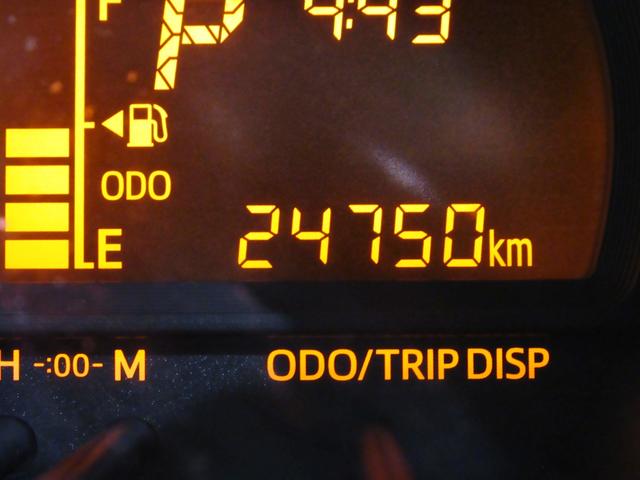 F P 4:43
ODO
E 24750km
H -:00- M ODO/TRIP DISP